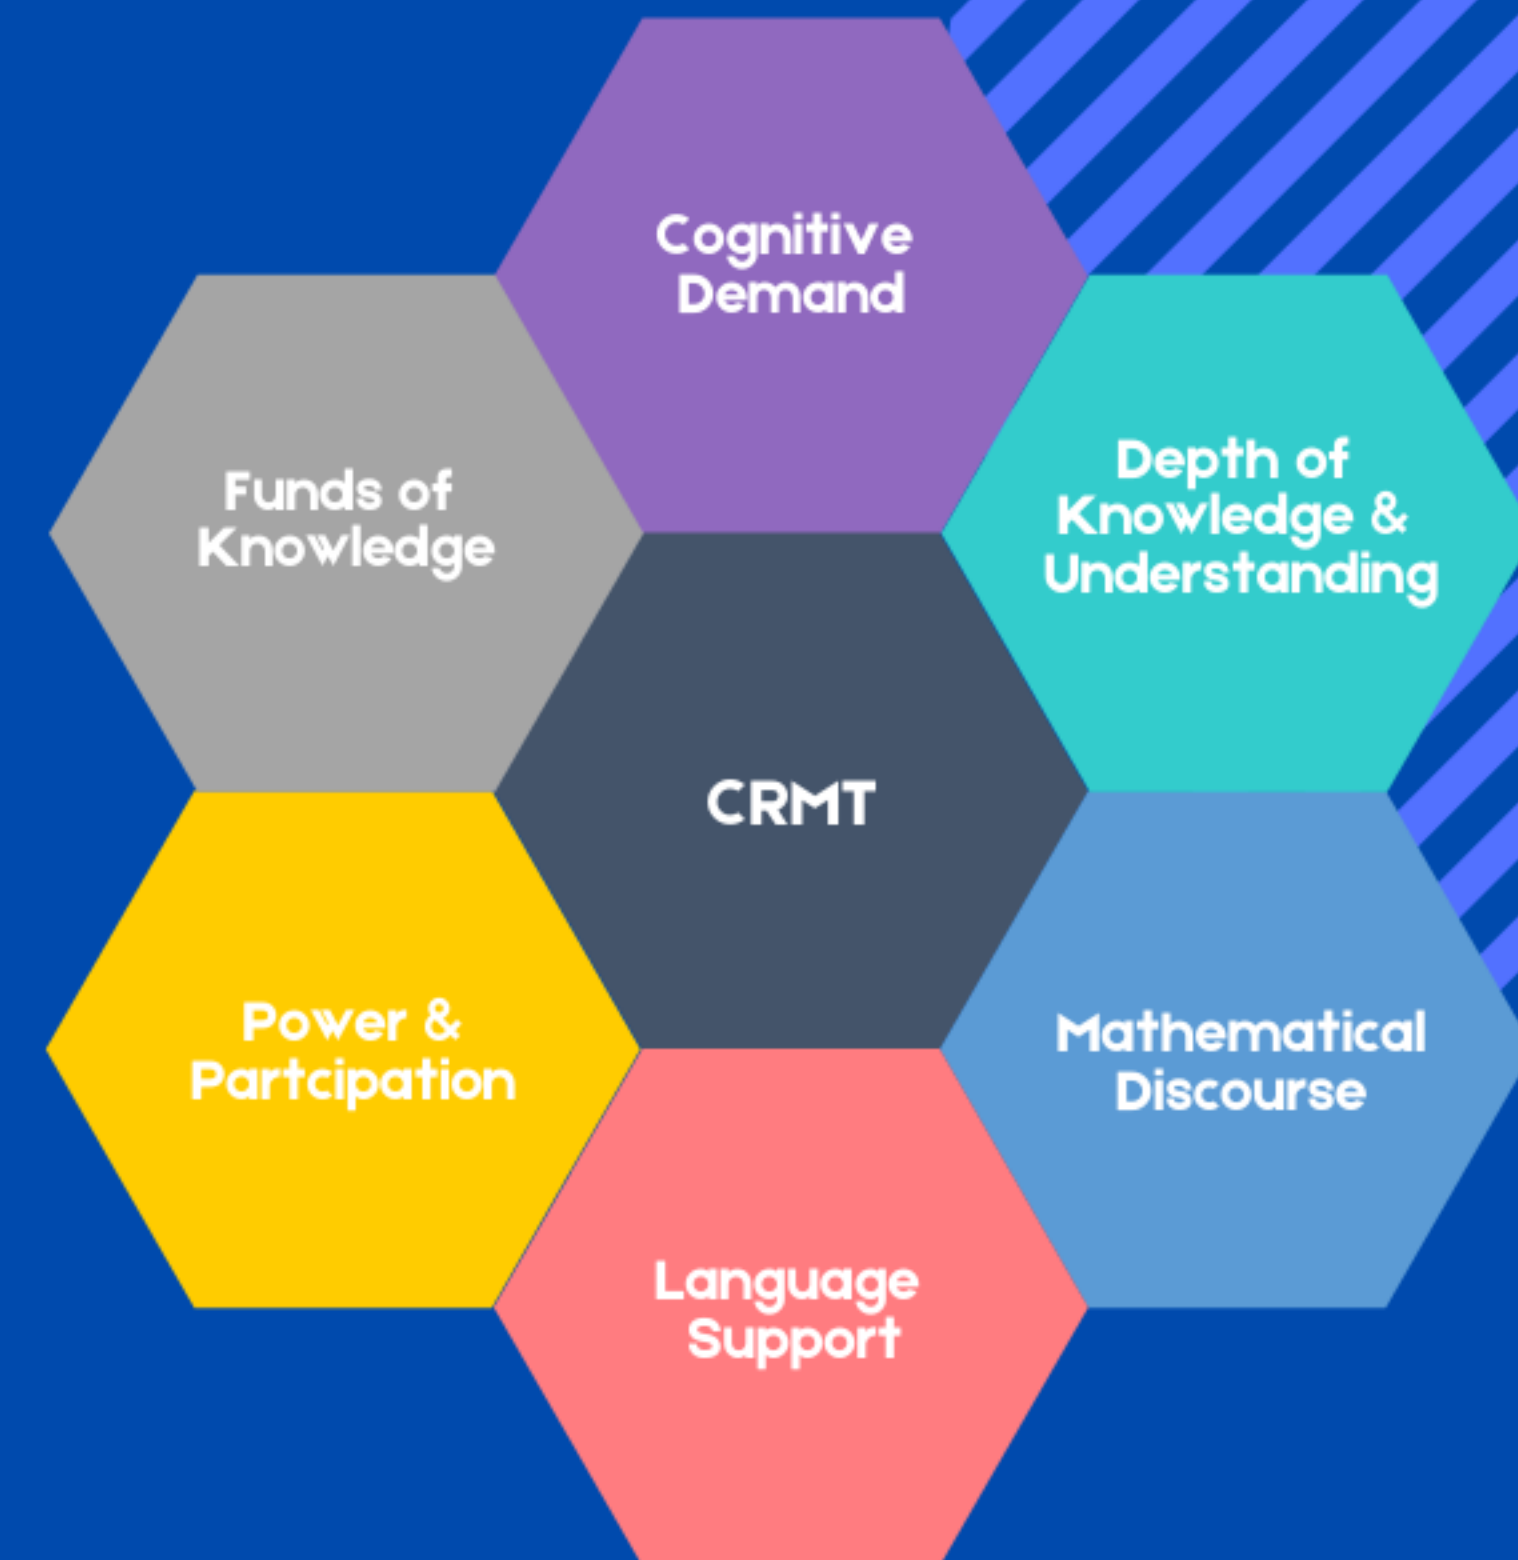 Cognitive
Demand
Funds of
Knowledge
Depth of
Knowledge &
Understanding
CRMT
Power &
Partcipation
Mathematical
Discourse
Language
Support